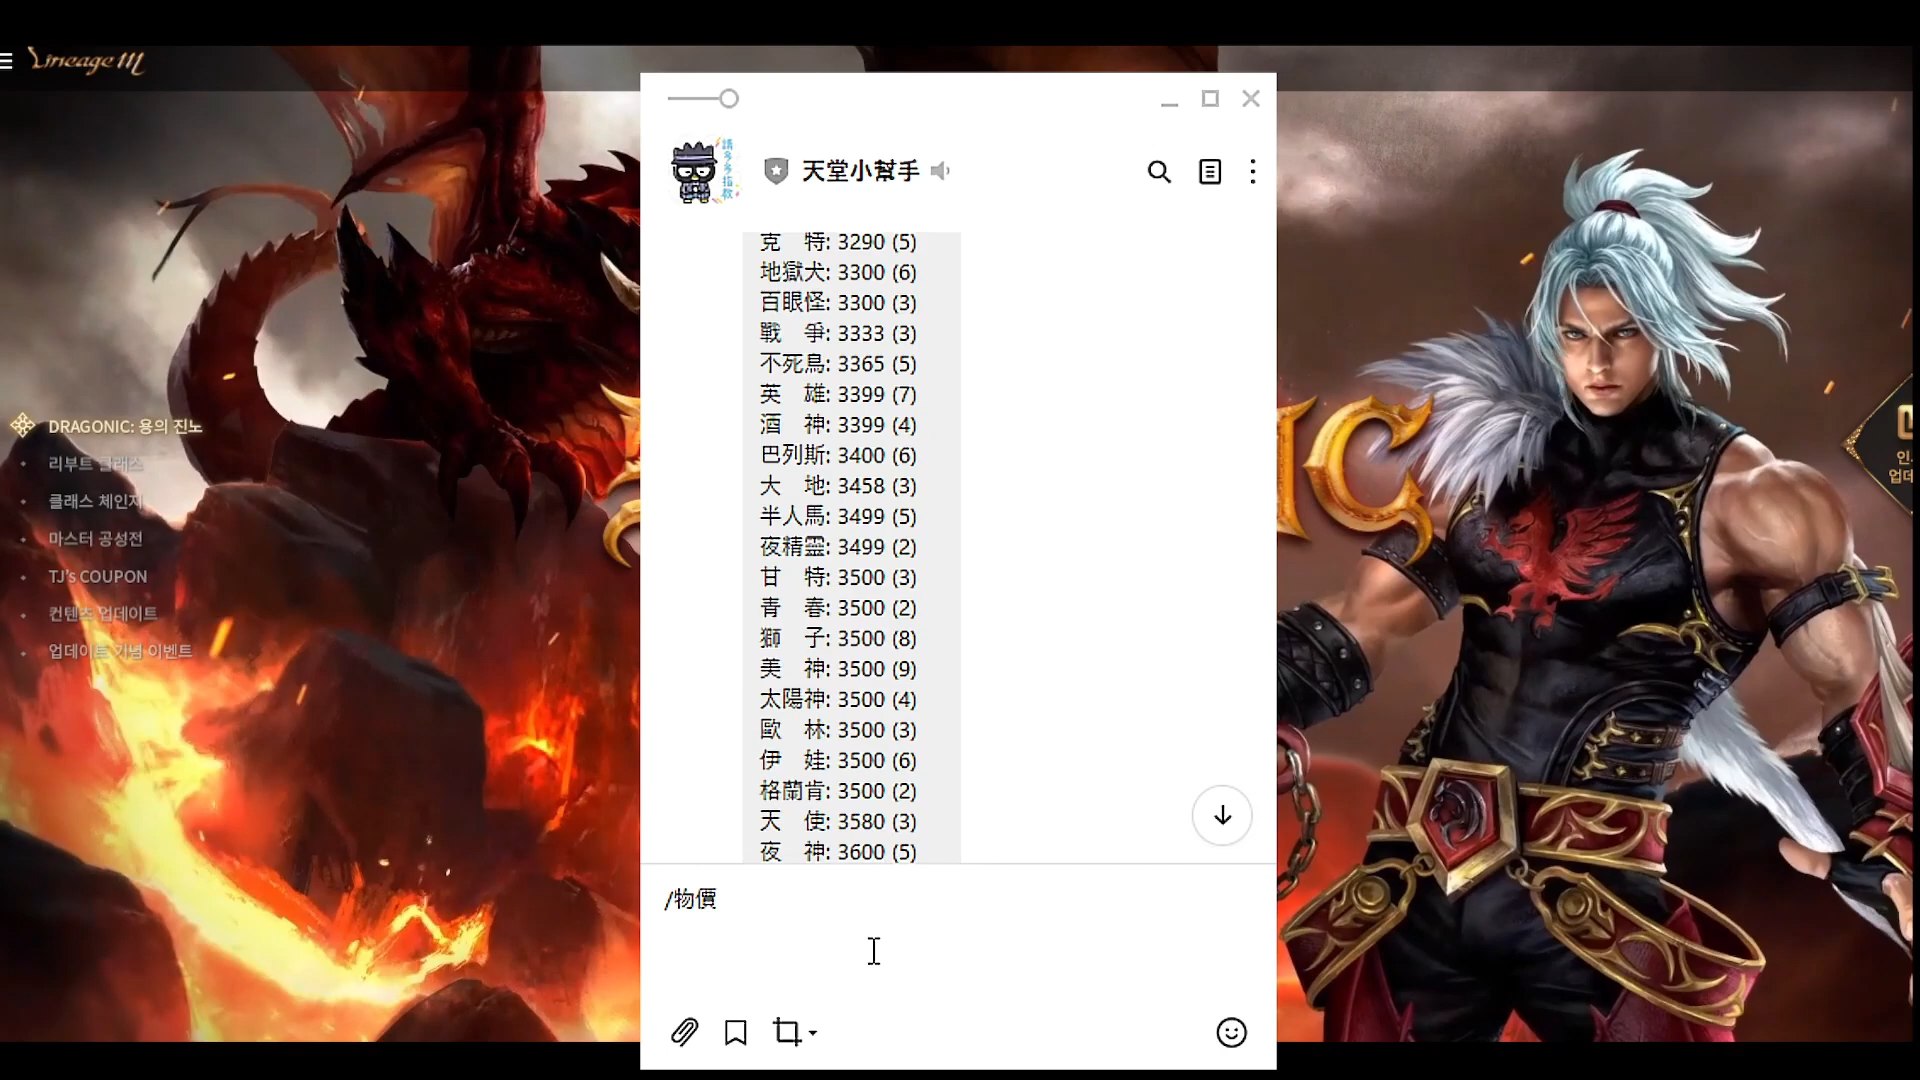 Lineage M
DRAGONIC: 용의 진노
리부트 클래스
클래스 체인지
마스터 공성전
TJ's COUPON
컨텐츠 업데이트
업데이트 기념 이벤트
請多多指教
天堂小幫手
克　特: 3290 (5)
地獄犬: 3300 (6)
百眼怪: 3300 (3)
戰　爭: 3333 (3)
不死鳥: 3365 (5)
英　雄: 3399 (7)
酒　神: 3399 (4)
巴列斯: 3400 (6)
大　地: 3458 (3)
半人馬: 3499 (5)
夜精靈: 3499 (2)
甘　特: 3500 (3)
青　春: 3500 (2)
獅　子: 3500 (8)
美　神: 3500 (9)
太陽神: 3500 (4)
歐　林: 3500 (3)
伊　娃: 3500 (6)
格蘭肯: 3500 (2)
天　使: 3580 (3)
夜　神: 3600 (5)
/物價
IC